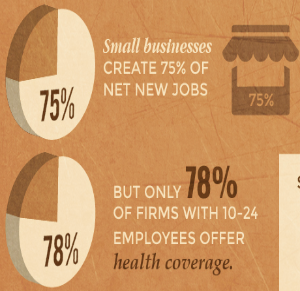 Small businesses
CREATE 75% OF
NET NEW JOBS
75%
75%
BUT ONLY 78%
OF FIRMS WITH 10-24
EMPLOYEES OFFER
health coverage.
78%